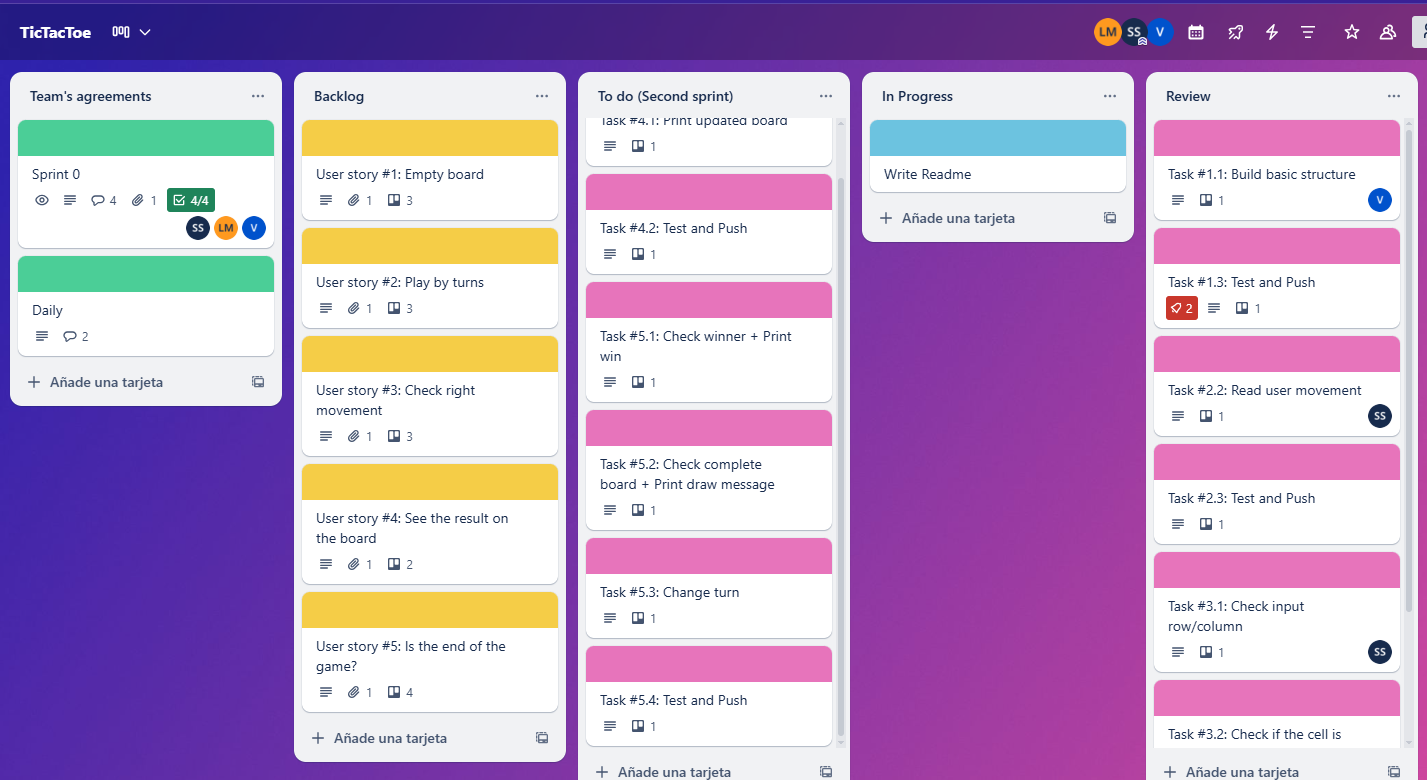 TicTacToe
LM SS V
Team's agreements
Sprint 0
4 1 4/4
SS LM V
Daily
2
Añade una tarjeta
Backlog
User story #1: Empty board
1 3
User story #2: Play by turns
1 3
User story #3: Check right
movement
1 3
User story #4: See the result on
the board
1 2
User story #5: Is the end of the
game?
1 4
Añade una tarjeta
To do (Second sprint)
Task #4.1: Print updated board
1
Task #4.2: Test and Push
1
Task #5.1: Check winner + Print
win
1
Task #5.2: Check complete
board + Print draw message
1
Task #5.3: Change turn
1
Task #5.4: Test and Push
1
Añade una tarjeta
In Progress
Write Readme
Añade una tarjeta
Review
Task #1.1: Build basic structure
1 V
Task #1.3: Test and Push
2 1
Task #2.2: Read user movement
1 SS
Task #2.3: Test and Push
1
Task #3.1: Check input
row/column
1 SS
Task #3.2: Check if the cell is
Añade una tarjeta